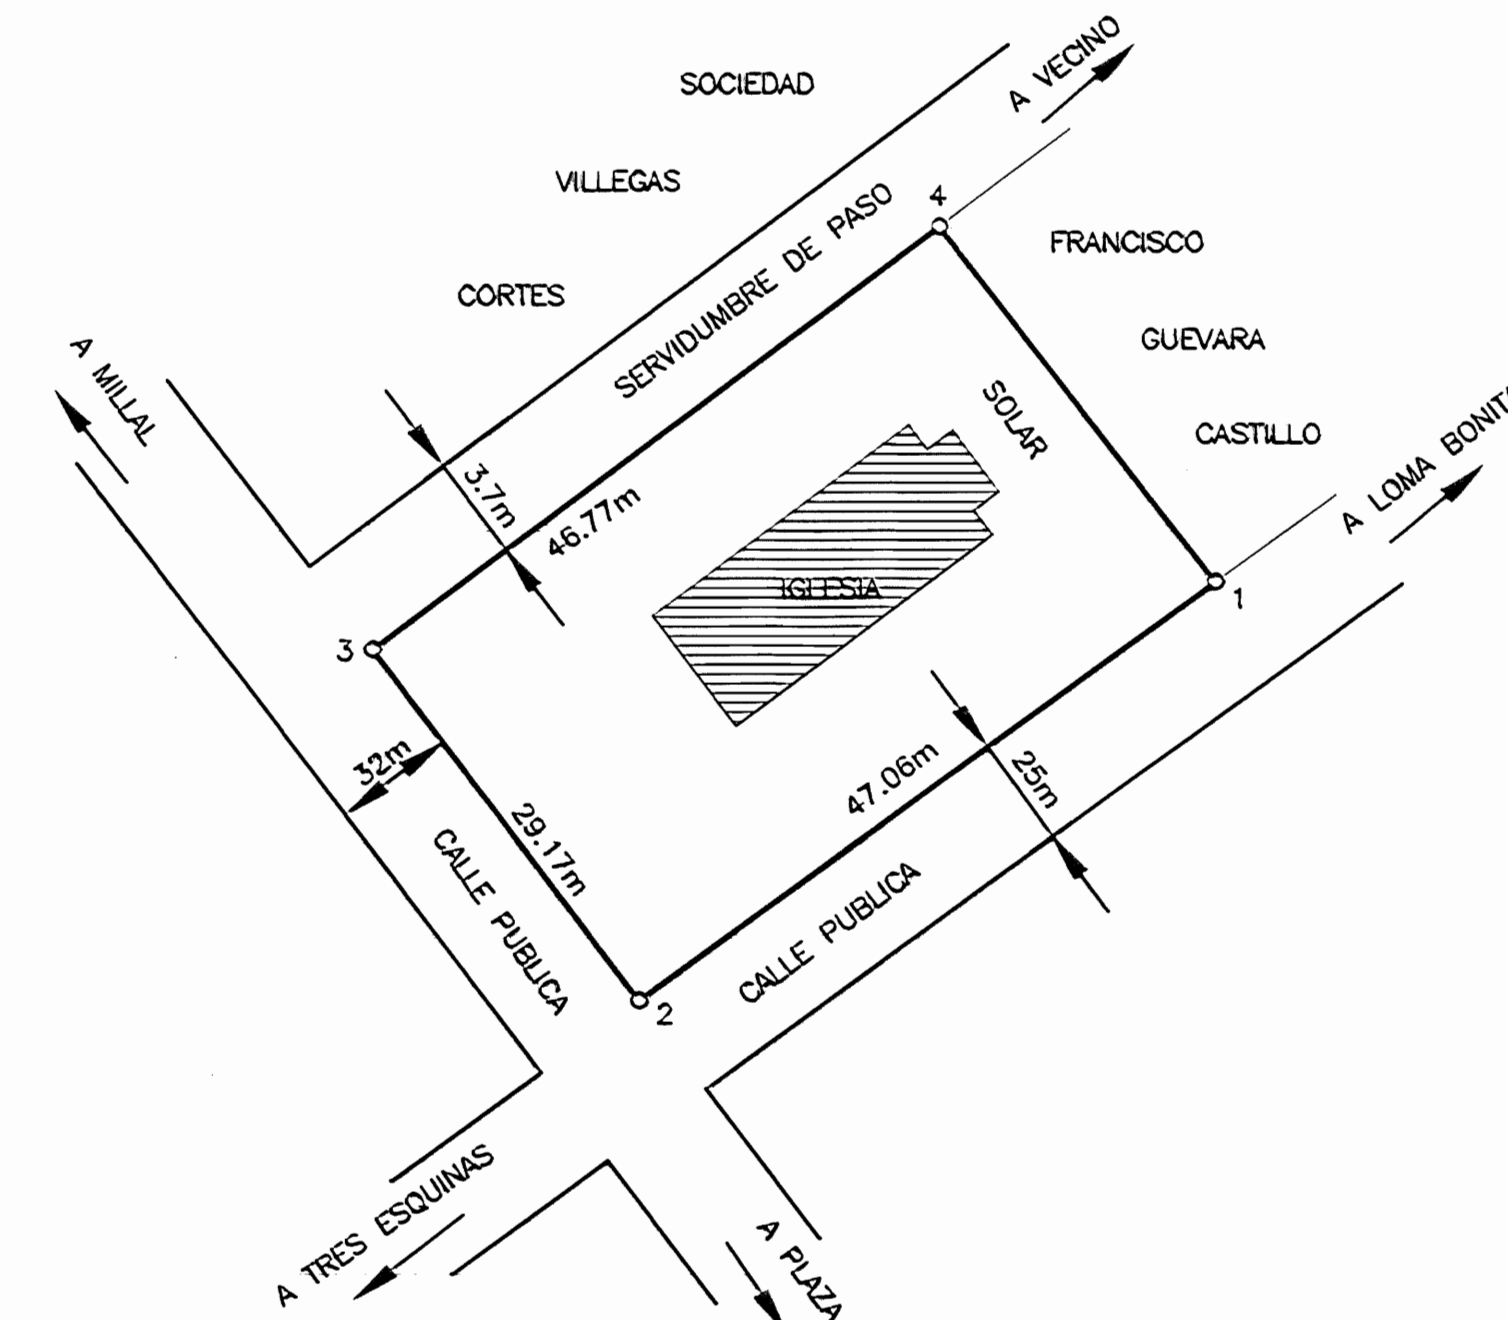 SOCIEDAD
A VECINO
VILLEGAS
4
SERVIDUMBRE DE PASO
FRANCISCO
CORTES
GUEVARA
A MILLAL
SOLAR
CASTILLO
A LOMA BONITA
3.7m
46.77m
IGLESIA
1
3
32m
47.06m
25m
29.17m
CALLE PUBLICA
CALLE PUBLICA
2
A TRES ESQUINAS
A PLAZA